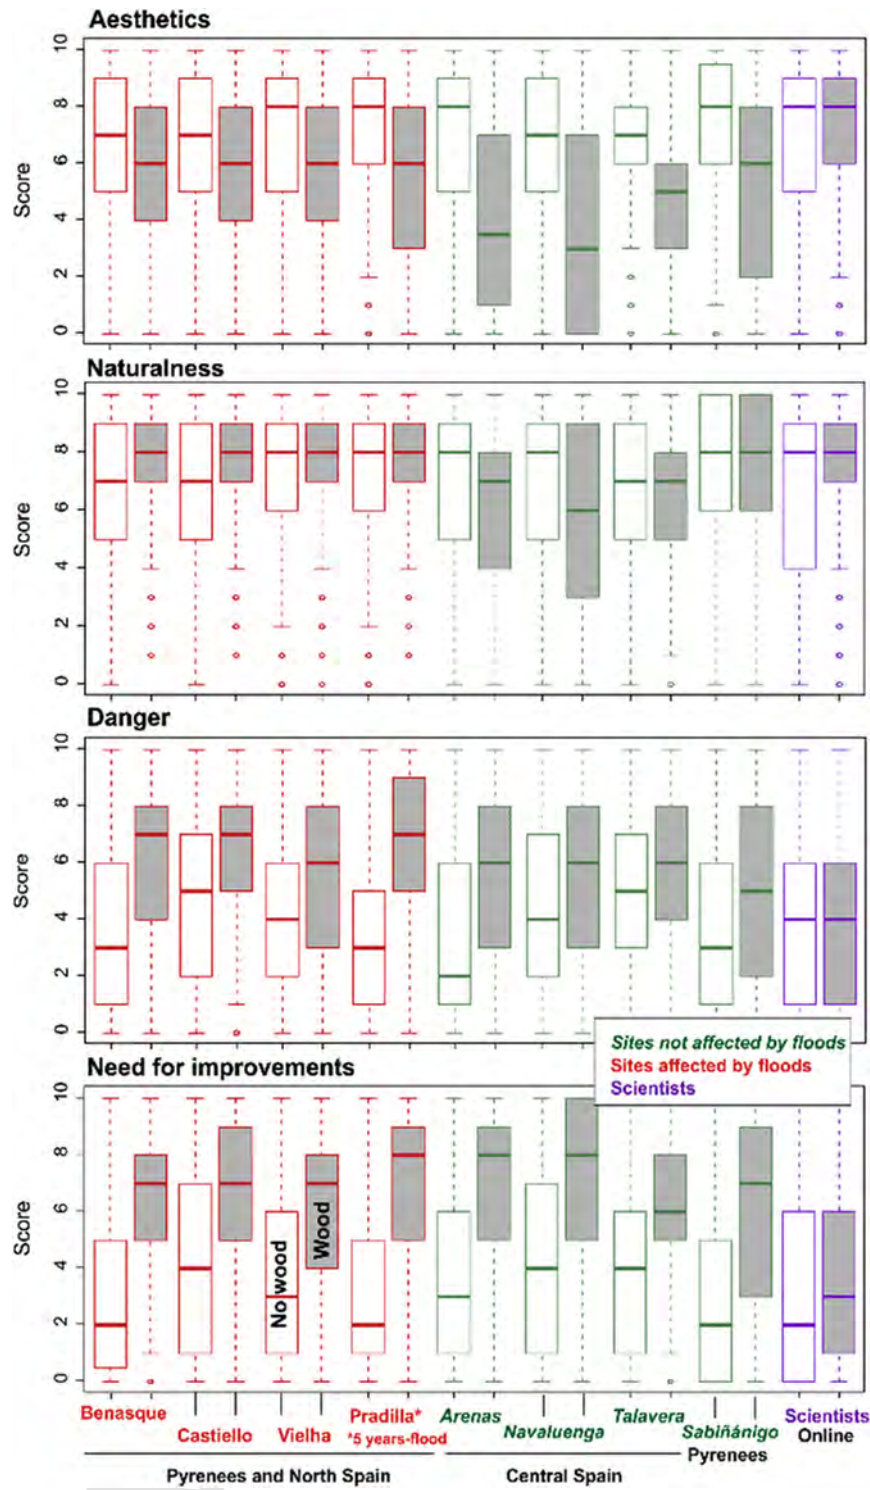 Aesthetics
Score
10
8
6
4
2
0
Naturalness
Score
10
8
6
4
2
0
Danger
Score
10
8
6
4
2
0
Sites not affected by floods
Sites affected by floods
Scientists
Need for improvements
Score
10
8
6
4
2
0
No wood
Wood
Benasque
Castiello
Vielha
Pradilla*
*5 years-flood
Arenas
Navaluenga
Talavera
Sabiñánigo
Pyrenees
Scientists
Online
Pyrenees and North Spain
Central Spain